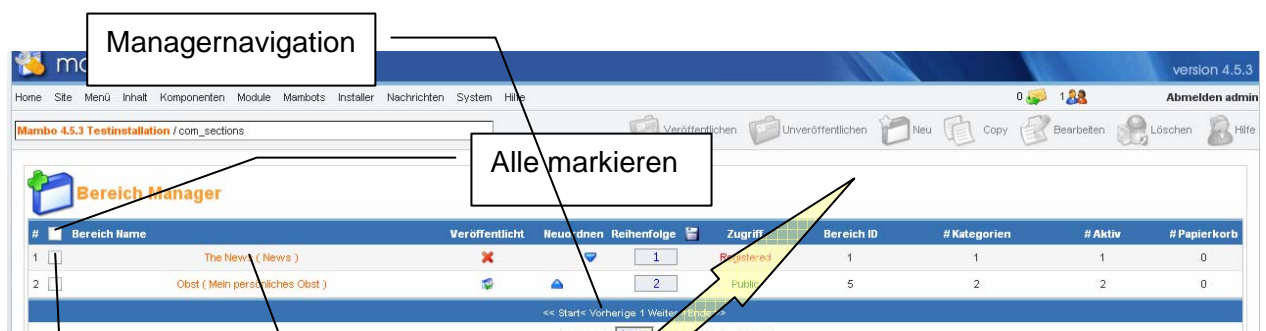 Managernavigation
version 4.5.3
Home Site Menü Inhalt Komponenten Module Mambots Installer Nachrichten System Hilfe 0 1 Abmelden admin
Mambo 4.5.3 Testinstallation / com_sections Veröffentlichen Unveröffentlichen Neu Copy Bearbeiten Löschen Hilfe
Alle markieren
Bereich Manager
# Bereich Name Veröffentlicht Neuordnen Reihenfolge Zugriff Bereich ID # Kategorien # Aktiv # Papierkorb
1 The News ( News ) 1 Registered 1 1 1 0
2 Obst ( Mein persönliches Obst ) 2 Public 5 2 2 0
<< Start < Vorherige 1 Weiter > Ende >>